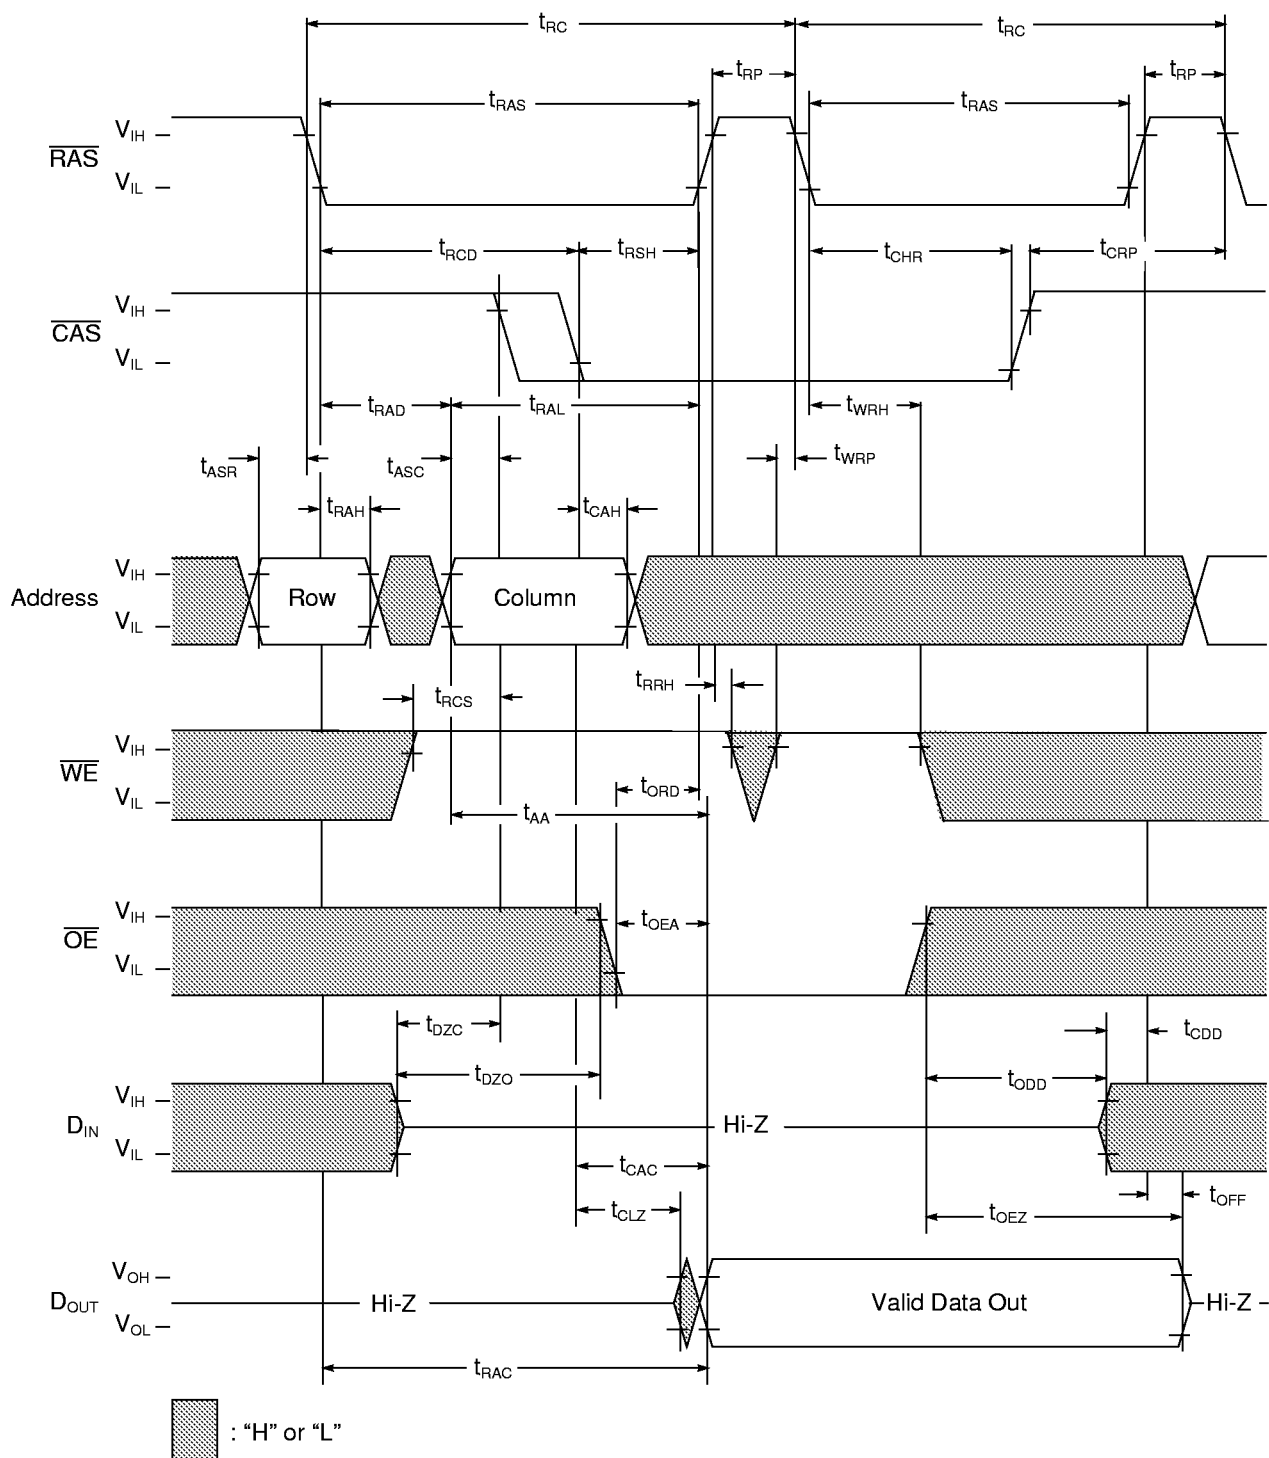 tRC tRC
tRP tRP
tRAS tRAS
VIH
RAS
VIL
tRCD tRSH tCHR tCRP
VIH
CAS
VIL
tRAD tRAL tWRH
tASR tASC tWRP
tRAH tCAH
VIH
Address Row Column
VIL
tRCS tRRH
VIH
WE
VIL
tORD
tAA
VIH
OE
VIL
tOEA
tDZC tCDD
tDZO tODD
VIH
DIN Hi-Z
VIL
tCAC
tCLZ tOEZ tOFF
VOH
DOUT Hi-Z Valid Data Out Hi-Z
VOL
tRAC
: “H” or “L”